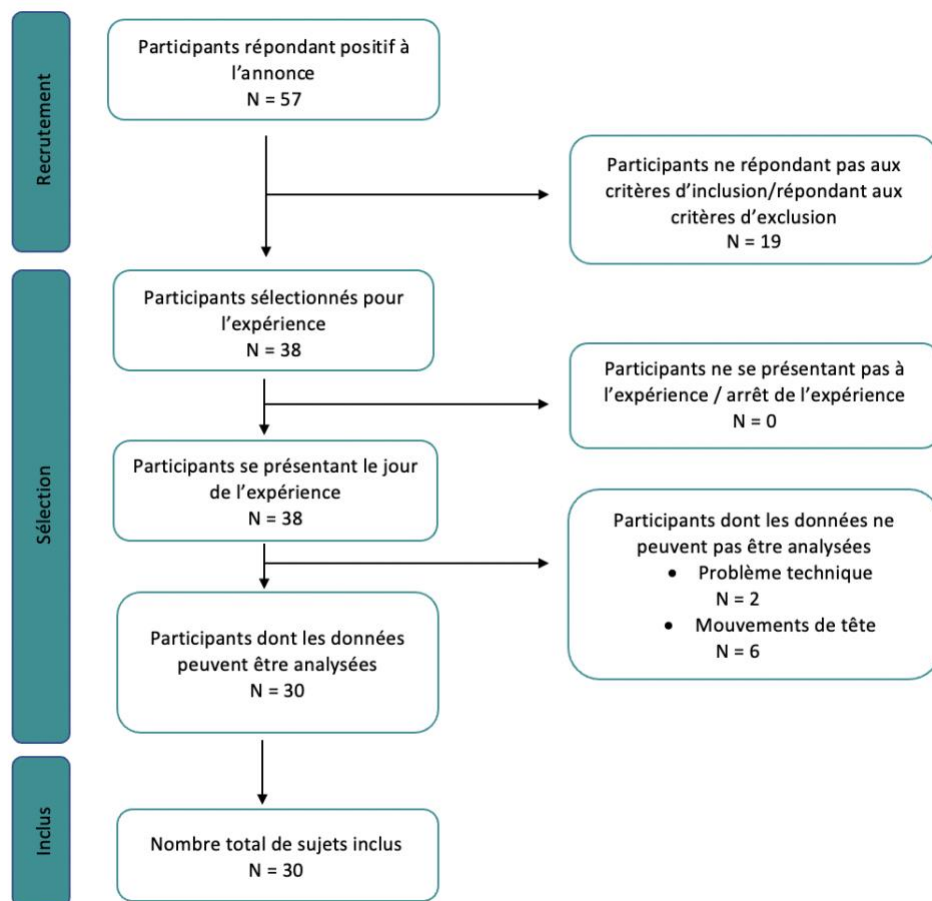 Recrutement
Participants répondant positif à
l’annonce
N = 57
Participants ne répondant pas aux
critères d’inclusion/répondant aux
critères d’exclusion
N = 19
Sélection
Participants sélectionnés pour
l’expérience
N = 38
Participants ne se présentant pas à
l’expérience / arrêt de l’expérience
N = 0
Participants se présentant le jour
de l’expérience
N = 38
Participants dont les données ne
peuvent pas être analysées
• Problème technique
N = 2
• Mouvements de tête
N = 6
Participants dont les données
peuvent être analysées
N = 30
Inclus
Nombre total de sujets inclus
N = 30